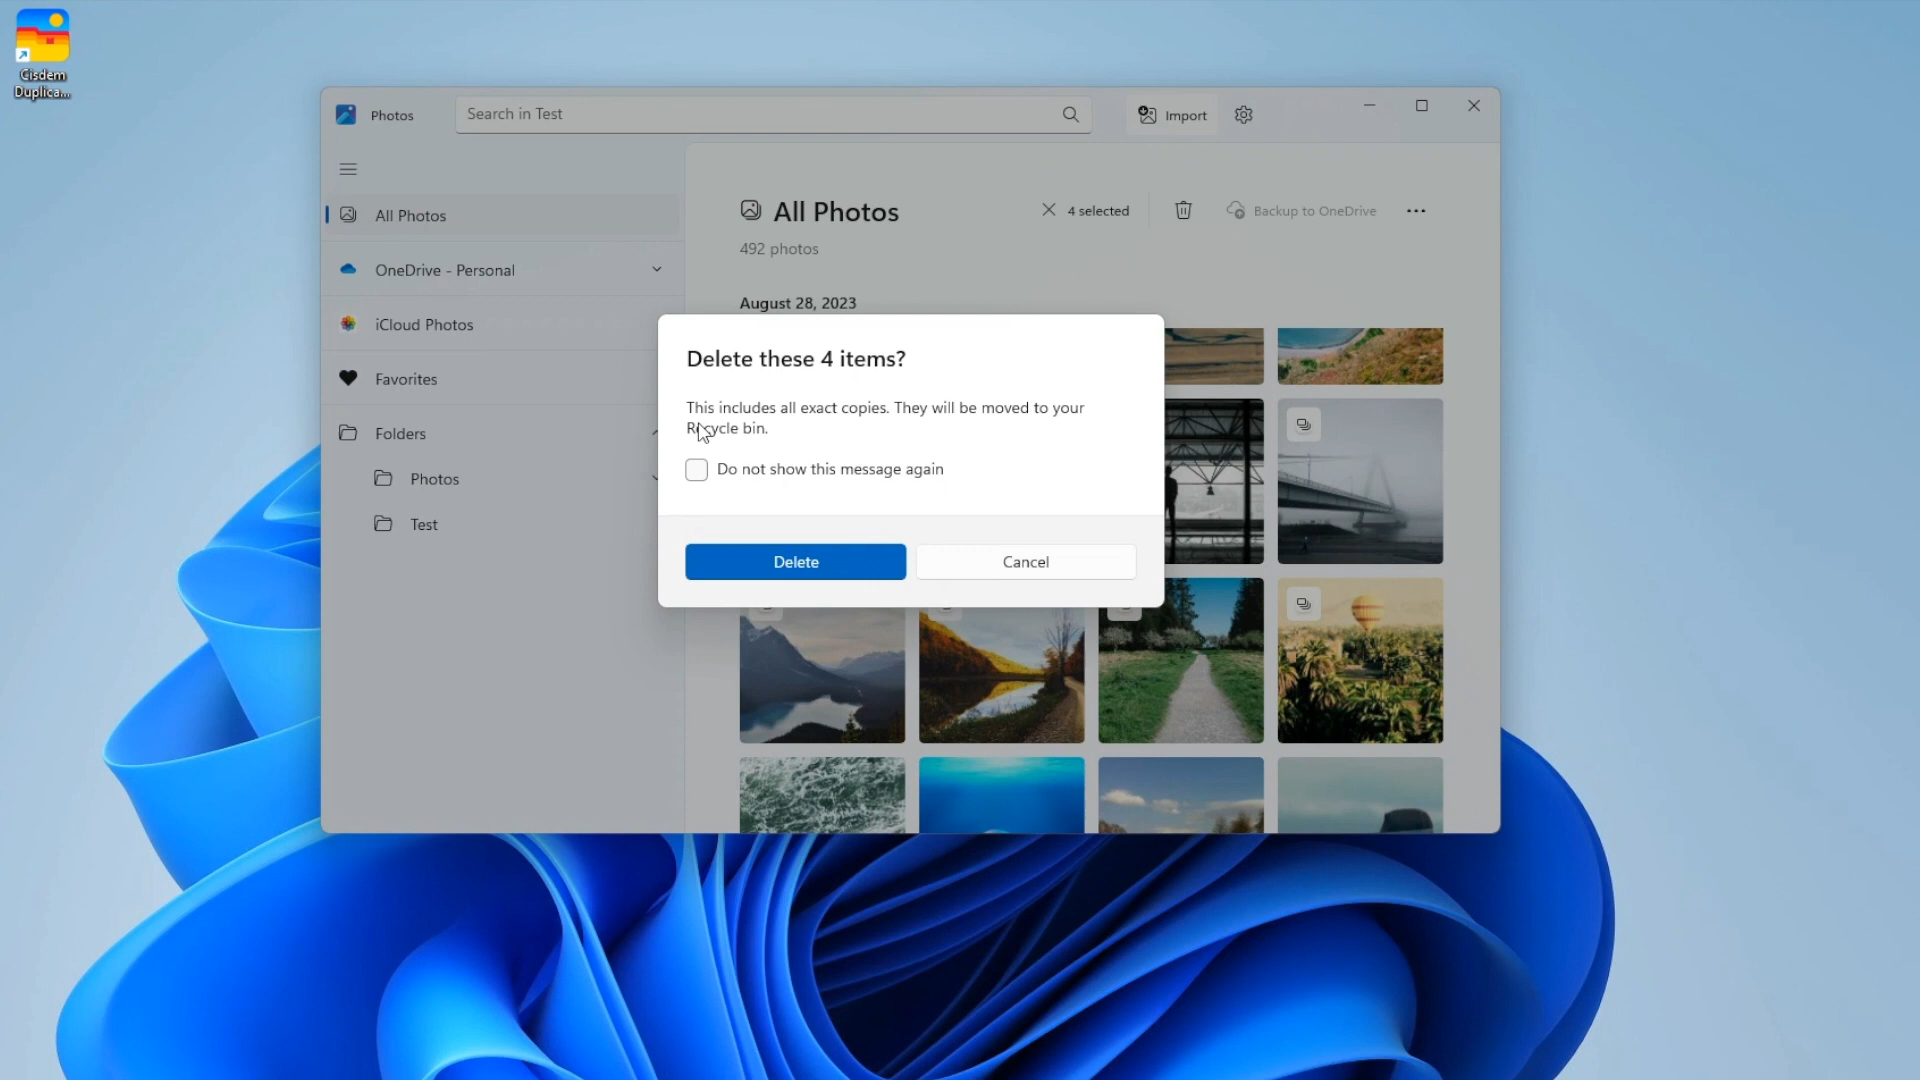 Cisdem
Duplica...
Photos
Search in Test
Import
All Photos
OneDrive - Personal
iCloud Photos
Favorites
Folders
Photos
Test
All Photos
4 selected
Backup to OneDrive
492 photos
August 28, 2023
Delete these 4 items?
This includes all exact copies. They will be moved to your
Recycle bin.
Do not show this message again
Delete
Cancel